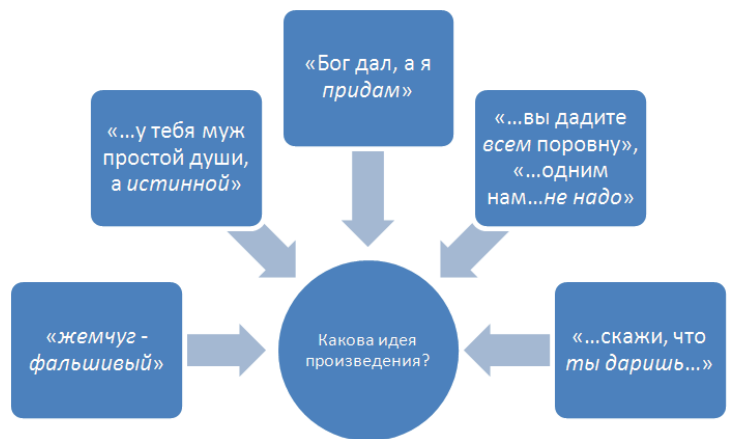 «Бог дал, а я
придам»
«…у тебя муж
простой души,
а истинной»
«…вы дадите
всем поровну»,
«…одним
нам…не надо»
«жемчуг -
фальшивый»
Какова идея
произведения?
«…скажи, что
ты даришь…»